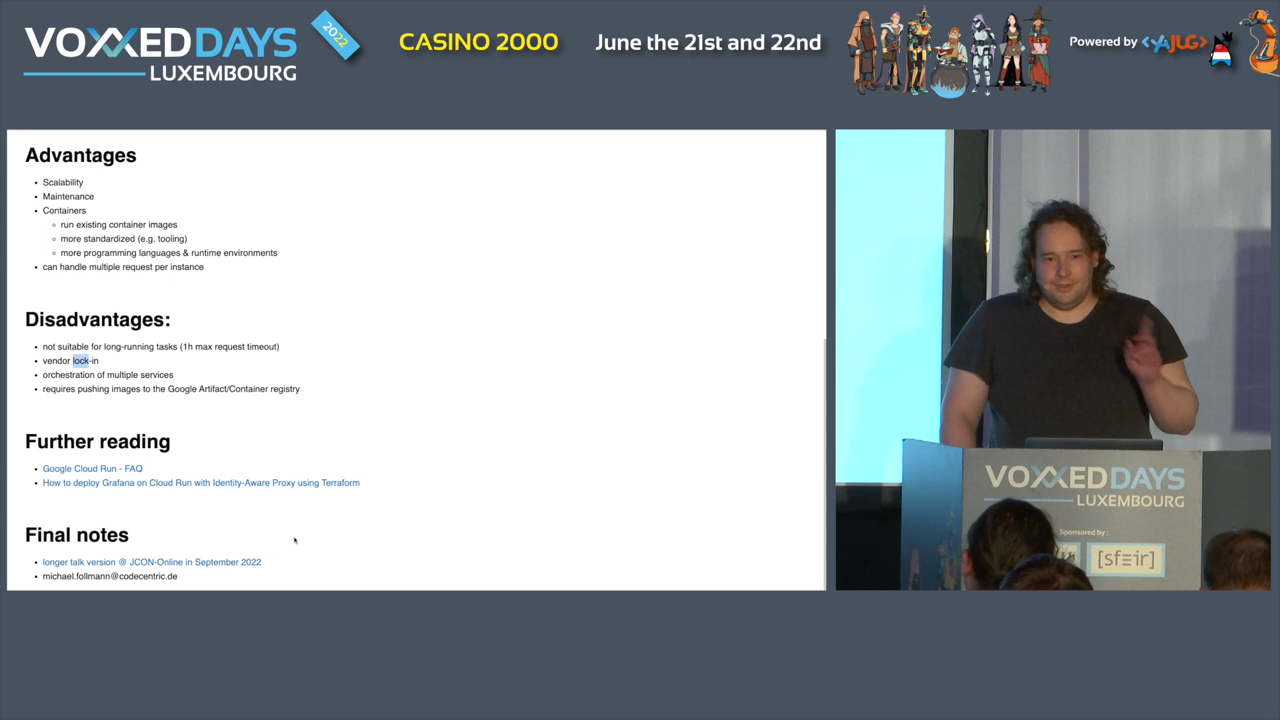 VOXXED DAYS
LUXEMBOURG
2022
CASINO 2000
June the 21st and 22nd
Powered by <YAJUG>
Advantages
• Scalability
• Maintenance
• Containers
◦ run existing container images
◦ more standardized (e.g. tooling)
◦ more programming languages & runtime environments
• can handle multiple request per instance
Disadvantages:
• not suitable for long-running tasks (1h max request timeout)
• vendor lock-in
• orchestration of multiple services
• requires pushing images to the Google Artifact/Container registry
Further reading
• Google Cloud Run - FAQ
• How to deploy Grafana on Cloud Run with Identity-Aware Proxy using Terraform
Final notes
• longer talk version @ JCON-Online in September 2022
• michael.follmann@codecentric.de
VOXXED DAYS
LUXEMBOURG
Sponsored by :
[sfΞir]